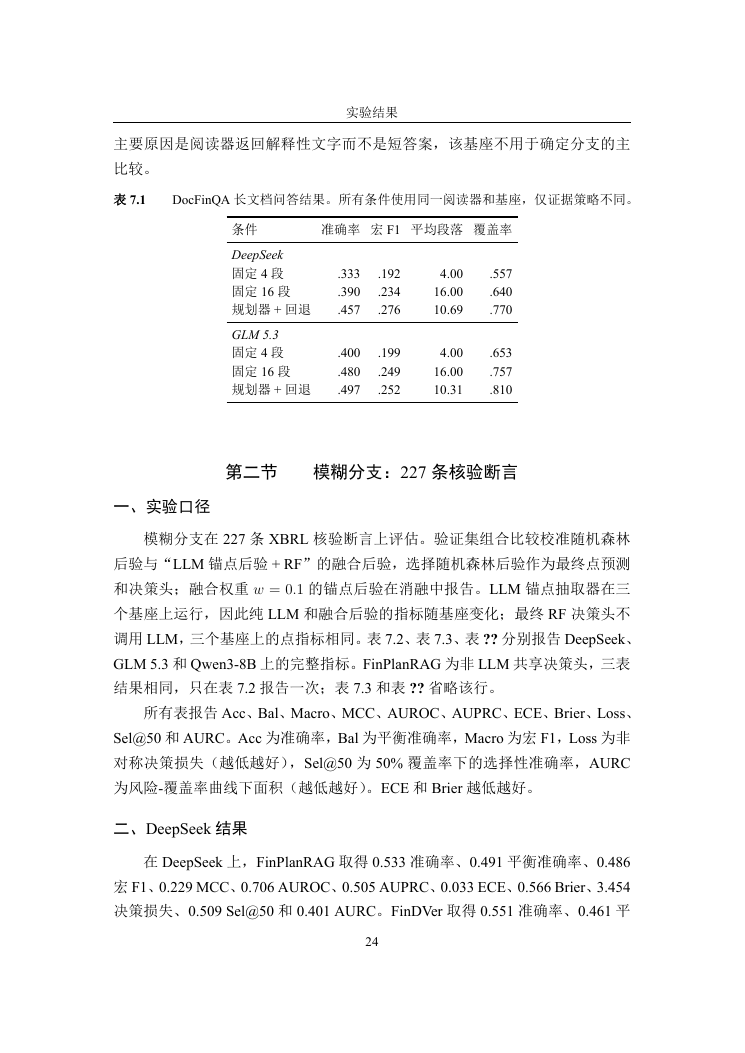 实验结果
主要原因是阅读器返回解释性文字而不是短答案，该基座不用于确定分支的主
比较。
表 7.1 DocFinQA 长文档问答结果。所有条件使用同一阅读器和基座，仅证据策略不同。
条件 准确率 宏 F1 平均段落 覆盖率
DeepSeek
固定 4 段 .333 .192 4.00 .557
固定 16 段 .390 .234 16.00 .640
规划器 + 回退 .457 .276 10.69 .770
GLM 5.3
固定 4 段 .400 .199 4.00 .653
固定 16 段 .480 .249 16.00 .757
规划器 + 回退 .497 .252 10.31 .810
第二节 模糊分支：227 条核验断言
一、实验口径
模糊分支在 227 条 XBRL 核验断言上评估。验证集组合比较校准随机森林
后验与“LLM 锚点后验 + RF”的融合后验，选择随机森林后验作为最终点预测
和决策头；融合权重 w = 0.1 的锚点后验在消融中报告。LLM 锚点抽取器在三
个基座上运行，因此纯 LLM 和融合后验的指标随基座变化；最终 RF 决策头不
调用 LLM，三个基座上的点指标相同。表 7.2、表 7.3、表 ?? 分别报告 DeepSeek、
GLM 5.3 和 Qwen3-8B 上的完整指标。FinPlanRAG 为非 LLM 共享决策头，三表
结果相同，只在表 7.2 报告一次；表 7.3 和表 ?? 省略该行。
所有表报告 Acc、Bal、Macro、MCC、AUROC、AUPRC、ECE、Brier、Loss、
Sel@50 和 AURC。Acc 为准确率，Bal 为平衡准确率，Macro 为宏 F1，Loss 为非
对称决策损失（越低越好），Sel@50 为 50% 覆盖率下的选择性准确率，AURC
为风险-覆盖率曲线下面积（越低越好）。ECE 和 Brier 越低越好。
二、DeepSeek 结果
在 DeepSeek 上，FinPlanRAG 取得 0.533 准确率、0.491 平衡准确率、0.486
宏 F1、0.229 MCC、0.706 AUROC、0.505 AUPRC、0.033 ECE、0.566 Brier、3.454
决策损失、0.509 Sel@50 和 0.401 AURC。FinDVer 取得 0.551 准确率、0.461 平
24